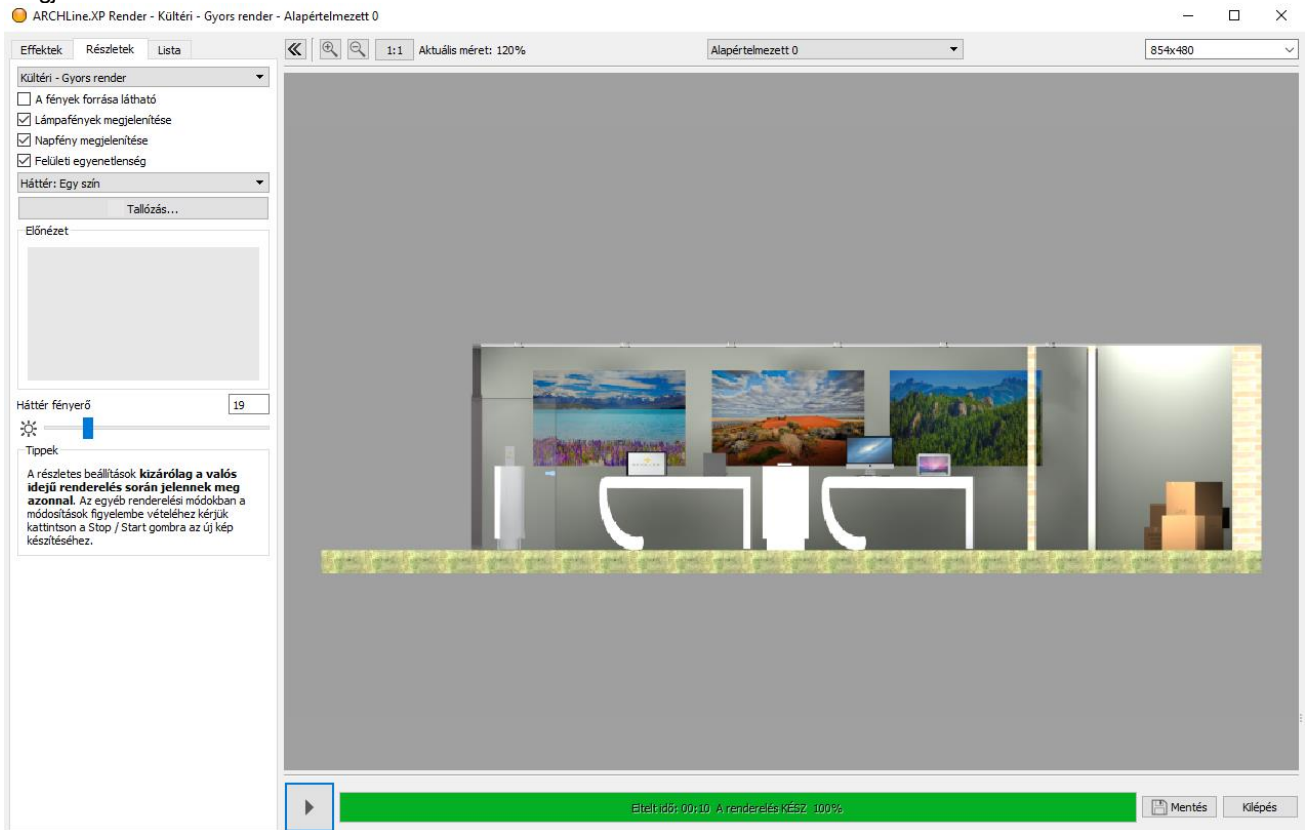 ARCHLine.XP Render - Kültéri - Gyors render - Alapértelmezett 0
Effektek Részletek Lista
1:1 Aktuális méret: 120% Alapértelmezett 0 854x480
Kültéri - Gyors render
A fények forrása látható
Lámpafények megjelenítése
Napfény megjelenítése
Felületi egyenetlenség
Háttér: Egy szín
Tallózás...
Előnézet
Háttér fényerő 19
Tippek
A részletes beállítások kizárólag a valós
idejű renderelés során jelennek meg
azonnal. Az egyéb renderelési módokban a
módosítások figyelembe vételéhez kérjük
kattintson a Stop / Start gombra az új kép
készítéséhez.
Eltelt idő: 00:10 A renderelés KÉSZ 100%
Mentés Kilépés